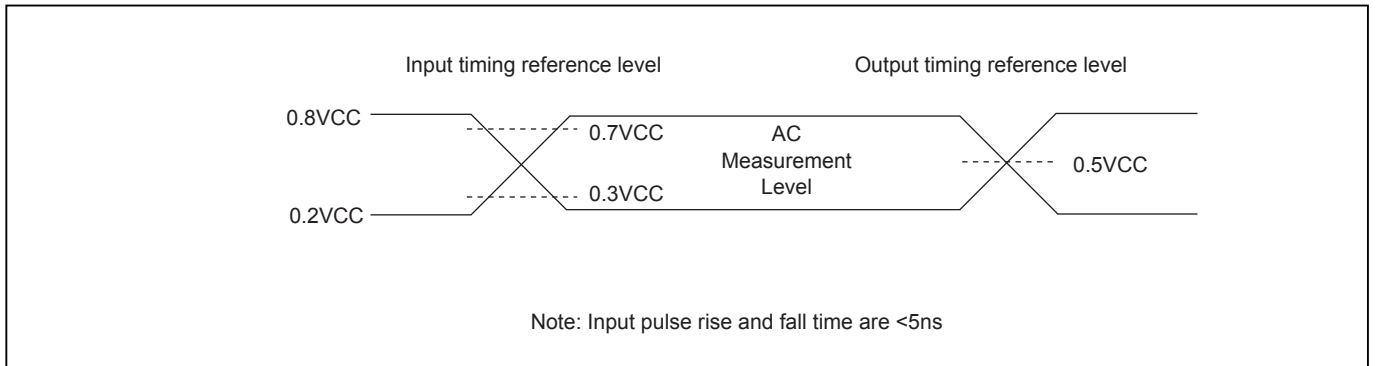 Input timing reference level
Output timing reference level
0.8VCC
0.7VCC
AC
Measurement
Level
0.5VCC
0.3VCC
0.2VCC
Note: Input pulse rise and fall time are <5ns